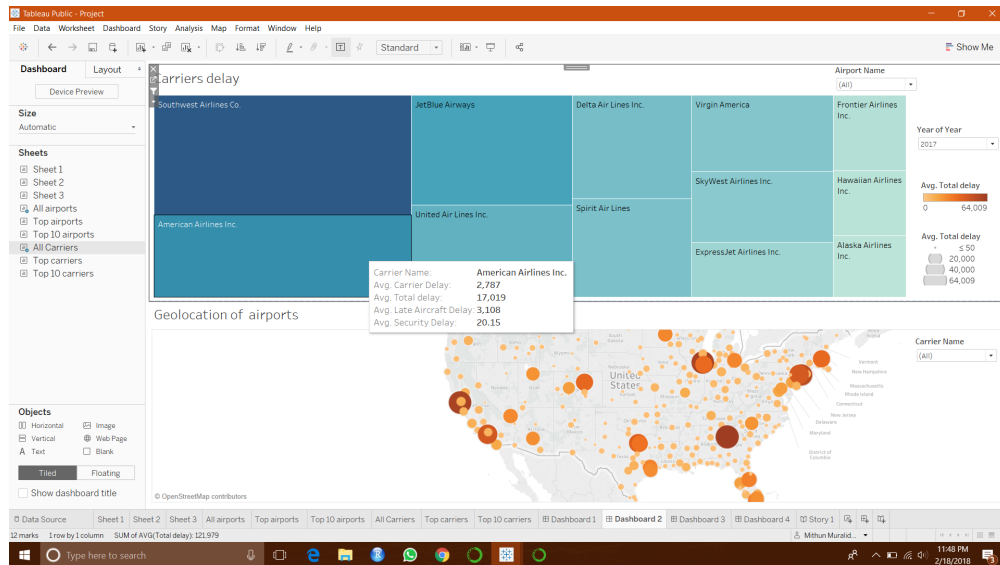 Tableau Public - Project
File Data Worksheet Dashboard Story Analysis Map Format Window Help
Standard
Show Me
Dashboard
Layout
Device Preview
Size
Automatic
Sheets
Sheet 1
Sheet 2
Sheet 3
All airports
Top airports
Top 10 airports
All Carriers
Top carriers
Top 10 carriers
Objects
Horizontal
Image
Vertical
Web Page
A Text
Blank
Tiled
Floating
Show dashboard title
Carriers delay
Southwest Airlines Co.
JetBlue Airways
Delta Air Lines Inc.
Virgin America
Frontier Airlines
Inc.
American Airlines Inc.
United Air Lines Inc.
Spirit Air Lines
SkyWest Airlines Inc.
ExpressJet Airlines Inc.
Hawaiian Airlines
Inc.
Alaska Airlines
Inc.
Carrier Name: American Airlines Inc.
Avg. Carrier Delay: 2,787
Avg. Total delay: 17,019
Avg. Late Aircraft Delay: 3,108
Avg. Security Delay: 20.15
Airport Name
(All)
Year of Year
2017
Avg. Total delay
0 64,009
Avg. Total delay
≤ 50
20,000
40,000
64,009
Geolocation of airports
United
States
Vermont
New Hampshire
Massachusetts
Rhode Island
Connecticut
New Jersey
Delaware
Maryland
District of
Columbia
© OpenStreetMap contributors
Carrier Name
(All)
Data Source Sheet 1 Sheet 2 Sheet 3 All airports Top airports Top 10 airports All Carriers Top carriers Top 10 carriers Dashboard 1 Dashboard 2 Dashboard 3 Dashboard 4 Story 1
12 marks 1 row by 1 column SUM of AVG(Total delay): 121,979
Mithun Muralid...
Type here to search
11:48 PM
2/18/2018
3